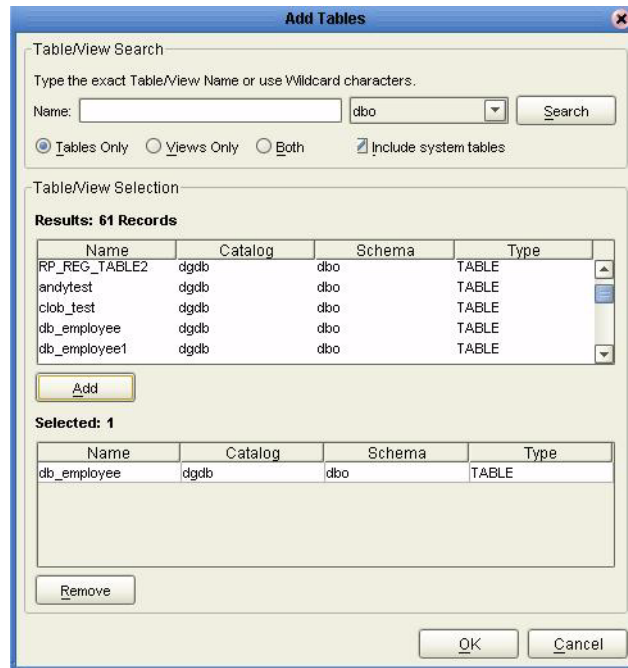 Add Tables
Table/View Search
Type the exact Table/View Name or use Wildcard characters.
Name: dbo Search
Tables Only Views Only Both Include system tables
Table/View Selection
Results: 61 Records
Name Catalog Schema Type
RP_REG_TABLE2 dgdb dbo TABLE
andytest dgdb dbo TABLE
clob_test dgdb dbo TABLE
db_employee dgdb dbo TABLE
db_employee1 dgdb dbo TABLE
Add
Selected: 1
Name Catalog Schema Type
db_employee dgdb dbo TABLE
Remove
OK Cancel